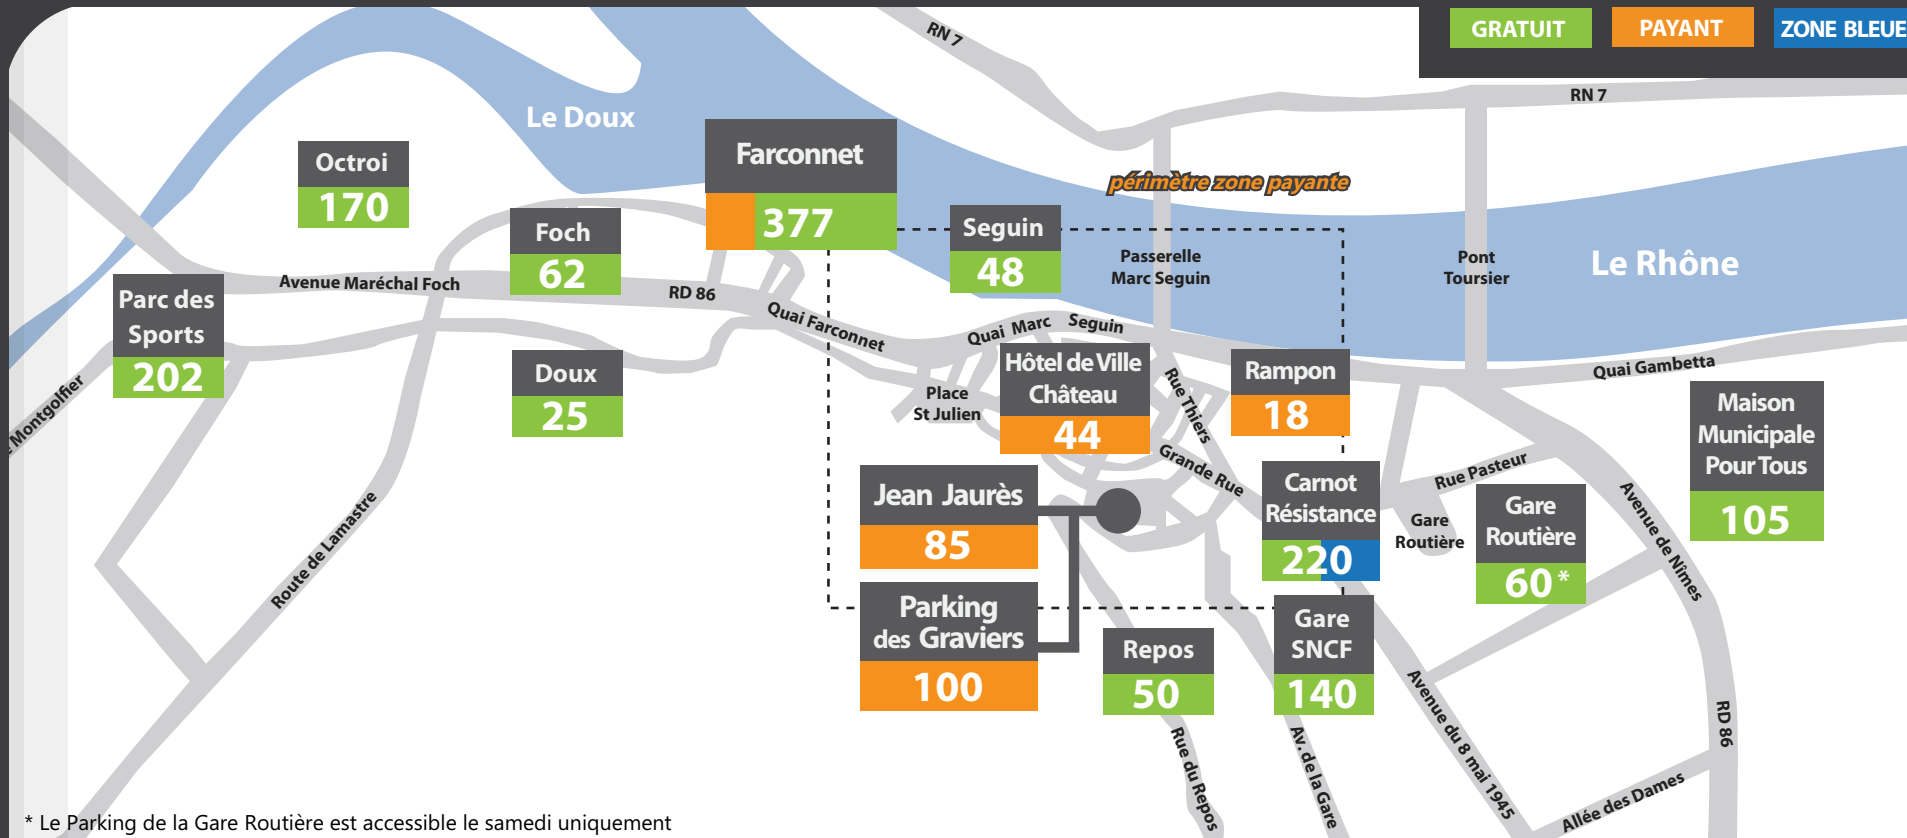 GRATUIT
PAYANT
ZONE BLEUE
RN 7
RN 7
Le Doux
Farconnet
377
Octroi
170
périmètre zone payante
Foch
62
Seguin
48
Passerelle
Marc Seguin
Pont
Toursier
Le Rhône
Parc des
Sports
202
Avenue Maréchal Foch
RD 86
Quai Farconnet
Quai Marc Seguin
Doux
25
Hôtel de Ville
Château
44
Rampon
18
Quai Gambetta
Place
St Julien
Rue Thiers
Montgolfier
Maison
Municipale
Pour Tous
105
Grande Rue
Jean Jaurès
85
Carnot
Résistance
220
Rue Pasteur
Gare
Routière
Gare
Routière
60 *
Avenue de Nîmes
Route de Lamastre
Parking
des Graviers
100
Repos
50
Gare
SNCF
140
Rue du Repos
Av. de la Gare
Avenue du 8 mai 1945
RD 86
Allée des Dames
* Le Parking de la Gare Routière est accessible le samedi uniquement